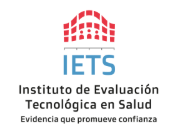 IETS
Instituto de Evaluación
Tecnológica en Salud
Evidencia que promueve confianza